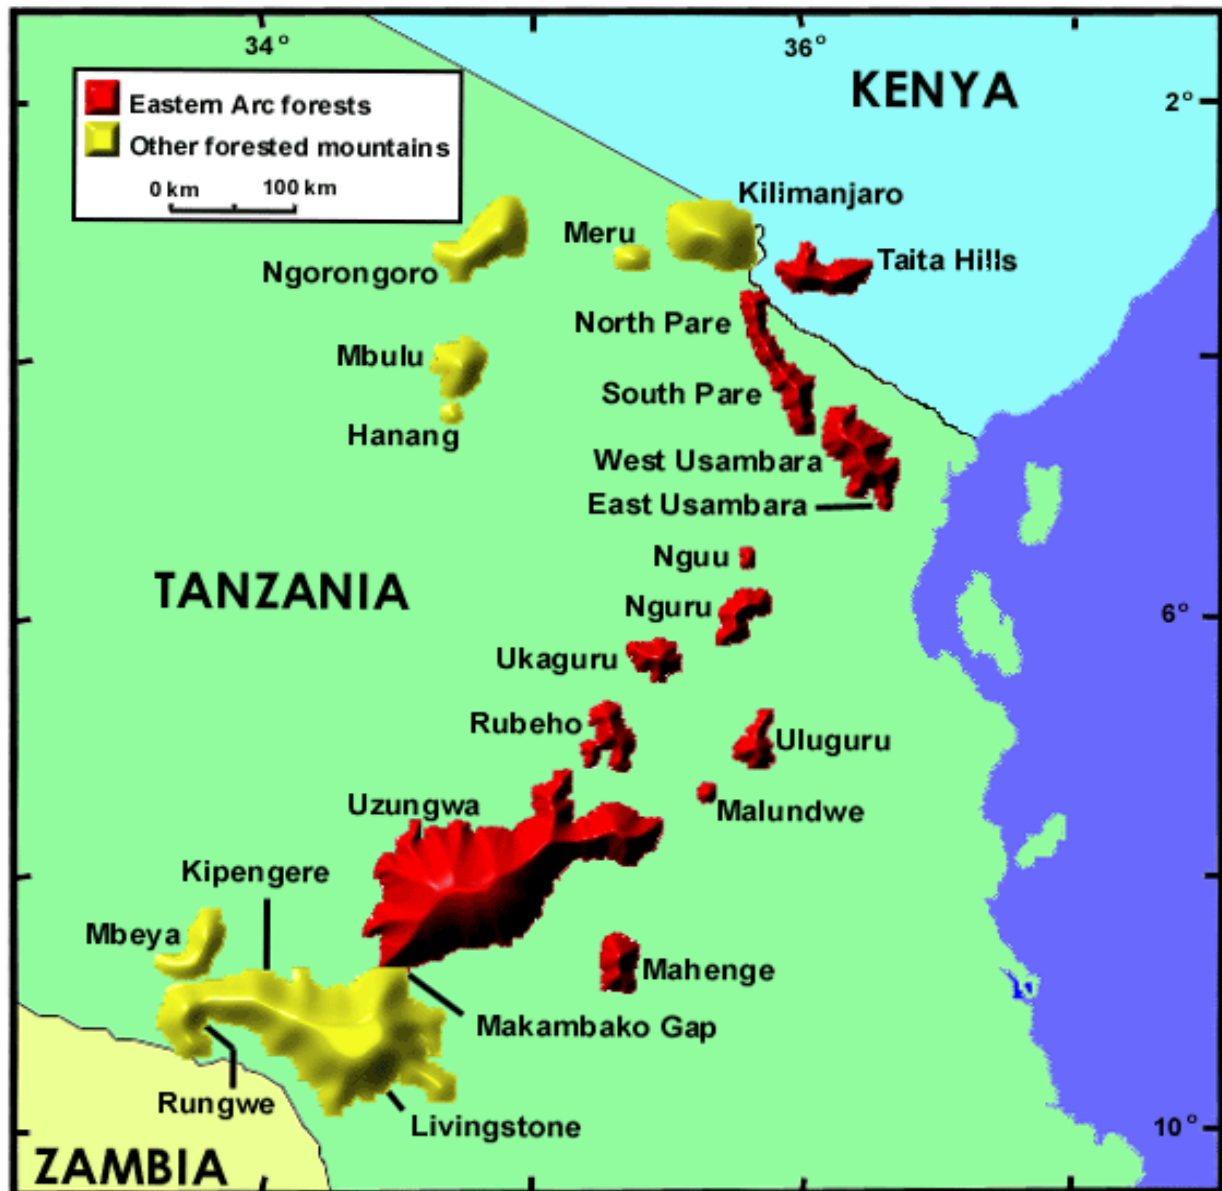 34°
36°
KENYA
2°
Eastern Arc forests
Other forested mountains
0 km 100 km
Kilimanjaro
Meru
Taita Hills
Ngorongoro
North Pare
Mbulu
South Pare
Hanang
West Usambara
East Usambara
Nguu
TANZANIA
Nguru
6°
Ukaguru
Rubeho
Uluguru
Uzungwa
Malundwe
Kipengere
Mbeya
Mahenge
Makambako Gap
Rungwe
Livingstone
10°
ZAMBIA